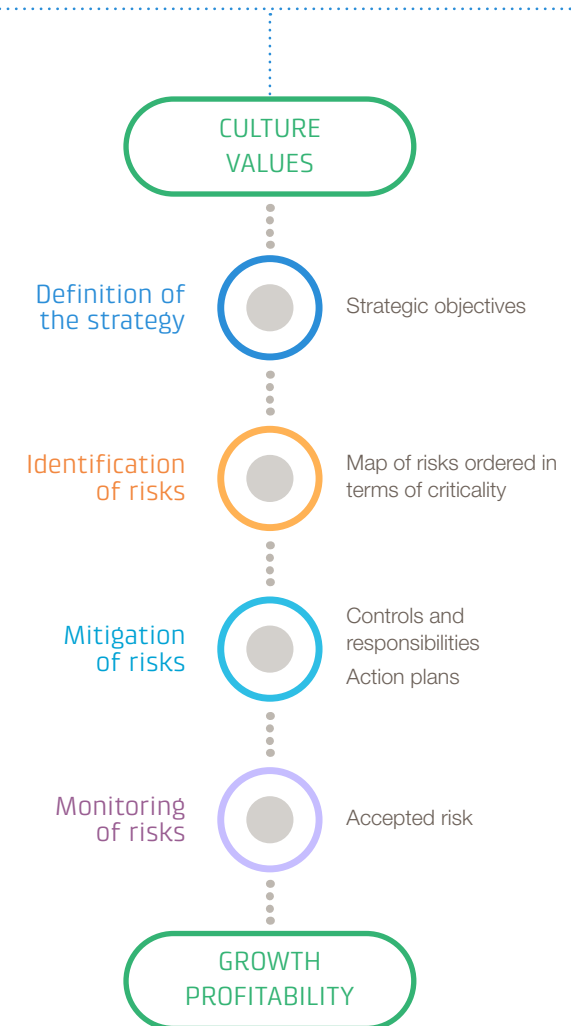 CULTURE
VALUES
Definition of
the strategy
Strategic objectives
Identification
of risks
Map of risks ordered in
terms of criticality
Mitigation
of risks
Controls and
responsibilities
Action plans
Monitoring
of risks
Accepted risk
GROWTH
PROFITABILITY